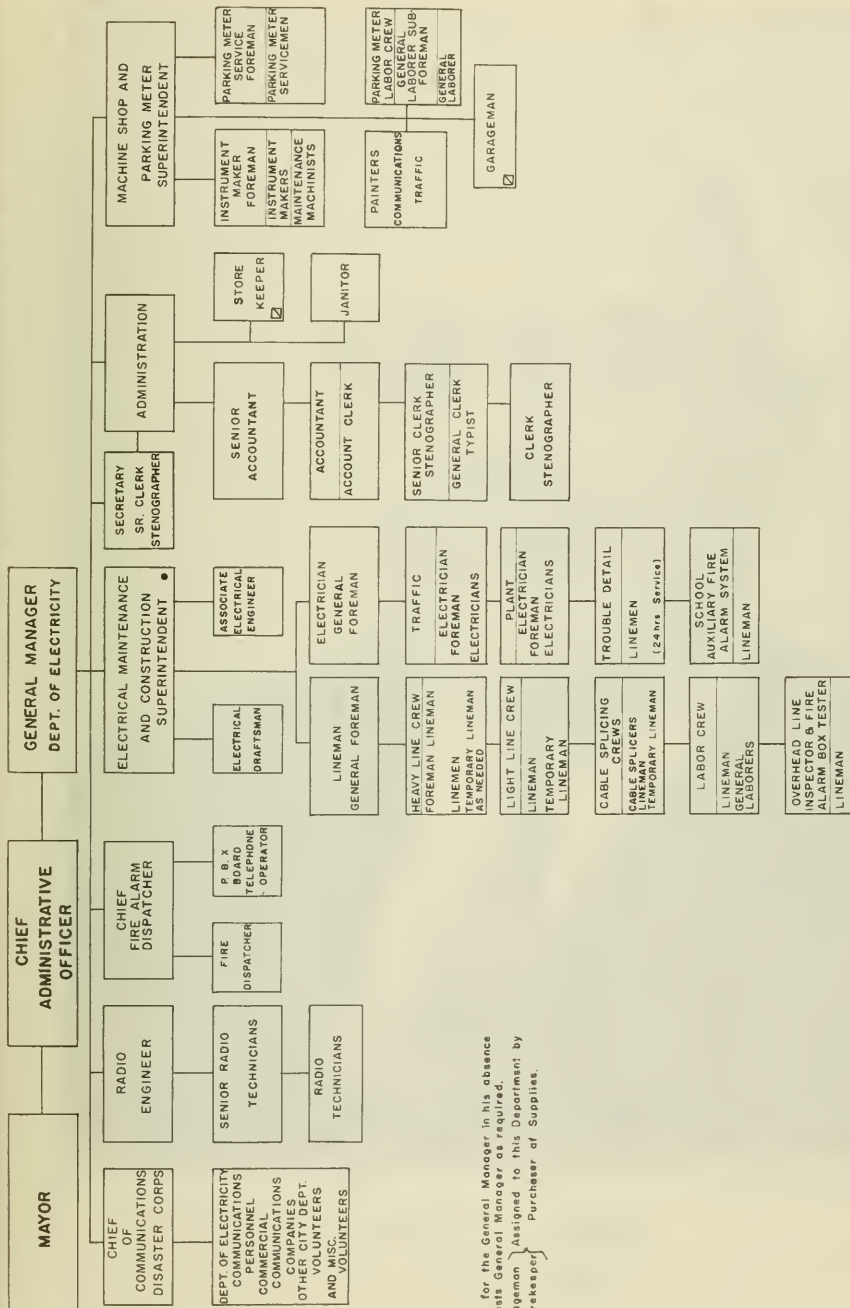 MAYOR
CHIEF
ADMINISTRATIVE
OFFICER
GENERAL MANAGER
DEPT. OF ELECTRICITY
CHIEF
OF
COMMUNICATIONS
DISASTER CORPS
DEPT. OF ELECTRICITY
COMMUNICATIONS
PERSONNEL
COMMERCIAL
COMMUNICATIONS
COMPANIES
OTHER CITY DEPT.
VOLUNTEERS
AND MISC.
VOLUNTEERS
RADIO
ENGINEER
SENIOR RADIO
TECHNICIANS
RADIO
TECHNICIANS
CHIEF
FIRE ALARM
DISPATCHER
FIRE
DISPATCHER
P. B. X
BOARD
TELEPHONE
OPERATOR
ELECTRICAL MAINTENANCE
AND CONSTRUCTION
SUPERINTENDENT
ELECTRICAL
DRAFTSMAN
ASSOCIATE
ELECTRICAL
ENGINEER
LINEMAN
GENERAL FOREMAN
HEAVY LINE CREW
FOREMAN LINEMAN
LINEMEN
TEMPORARY LINEMAN
AS NEEDED
LIGHT LINE CREW
LINEMAN
TEMPORARY
LINEMAN
CABLE SPLICING
CREWS
CABLE SPLICERS
LINEMAN
TEMPORARY LINEMAN
LABOR CREW
LINEMAN
GENERAL
LABORERS
OVERHEAD LINE
INSPECTOR & FIRE
ALARM BOX TESTER
LINEMAN
ELECTRICIAN
GENERAL
FOREMAN
TRAFFIC
ELECTRICIAN
FOREMAN
ELECTRICIANS
PLANT
ELECTRICIAN
FOREMAN
ELECTRICIANS
TROUBLE DETAIL
LINEMEN
(24hrs Service)
SCHOOL
AUXILIARY FIRE
ALARM SYSTEM
LINEMAN
SECRETARY
SR. CLERK
STENOGRAPHER
ADMINISTRATION
SENIOR
ACCOUNTANT
ACCOUNTANT
ACCOUNT CLERK
SENIOR CLERK
STENOGRAPHER
GENERAL CLERK
TYPIST
CLERK
STENOGRAPHER
STORE
KEEPER
JANITOR
MACHINE SHOP AND
PARKING METER
SUPERINTENDENT
INSTRUMENT
MAKER
FOREMAN
INSTRUMENT
MAKERS
MAINTENANCE
MACHINISTS
PARKING METER
SERVICE
FOREMAN
PARKING METER
SERVICEMEN
PAINTERS
COMMUNICATIONS
TRAFFIC
PARKING METER
LABOR CREW
GENERAL
LABORER SUB-
FOREMAN
GENERAL
LABORER
GARAGEMAN
for the General Manager in his absence
ists General Manager as required.
ageman } Assigned to this Department by
rekeeper } Purchaser of Supplies.